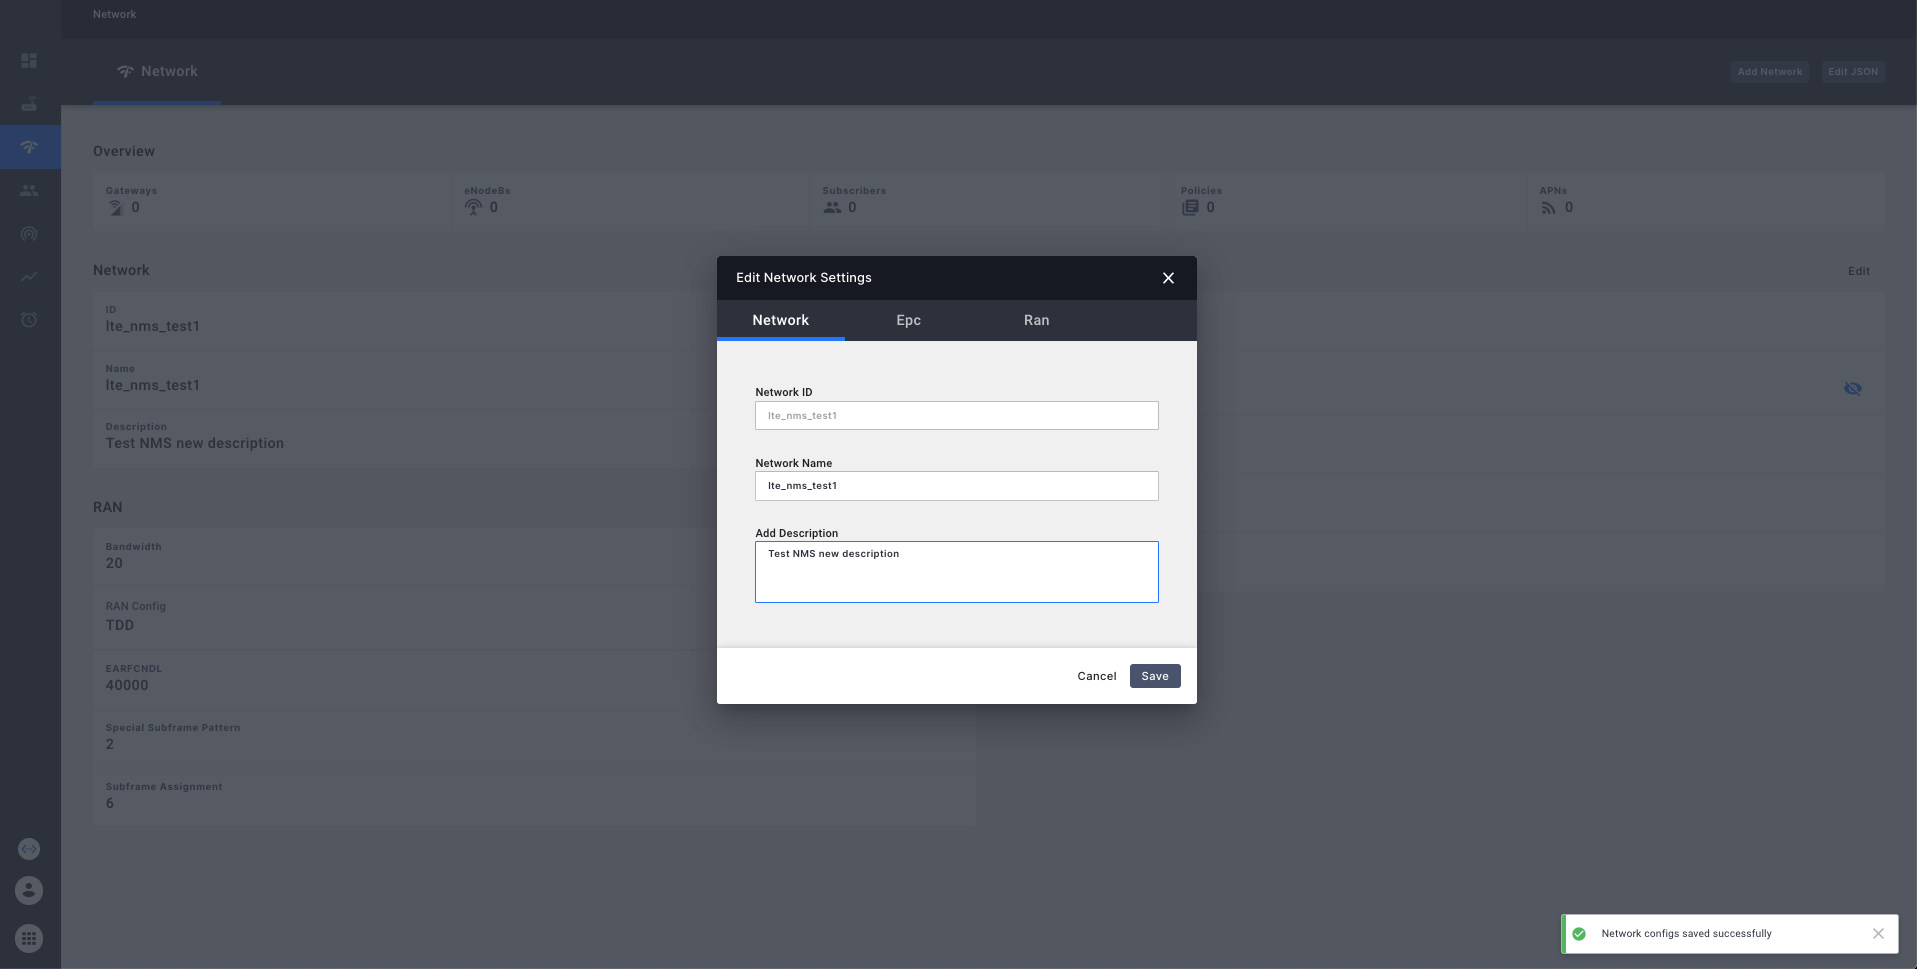 Network
Network
Add Network
Edit JSON
Overview
Gateways
0
eNodeBs
0
Subscribers
0
Policies
0
APNs
0
Network
Edit
ID
lte_nms_test1
Name
lte_nms_test1
Description
Test NMS new description
RAN
Bandwidth
20
RAN Config
TDD
EARFCNDL
40000
Special Subframe Pattern
2
Subframe Assignment
6
Edit Network Settings
Network
Epc
Ran
Network ID
lte_nms_test1
Network Name
lte_nms_test1
Add Description
Test NMS new description
Cancel
Save
Network configs saved successfully